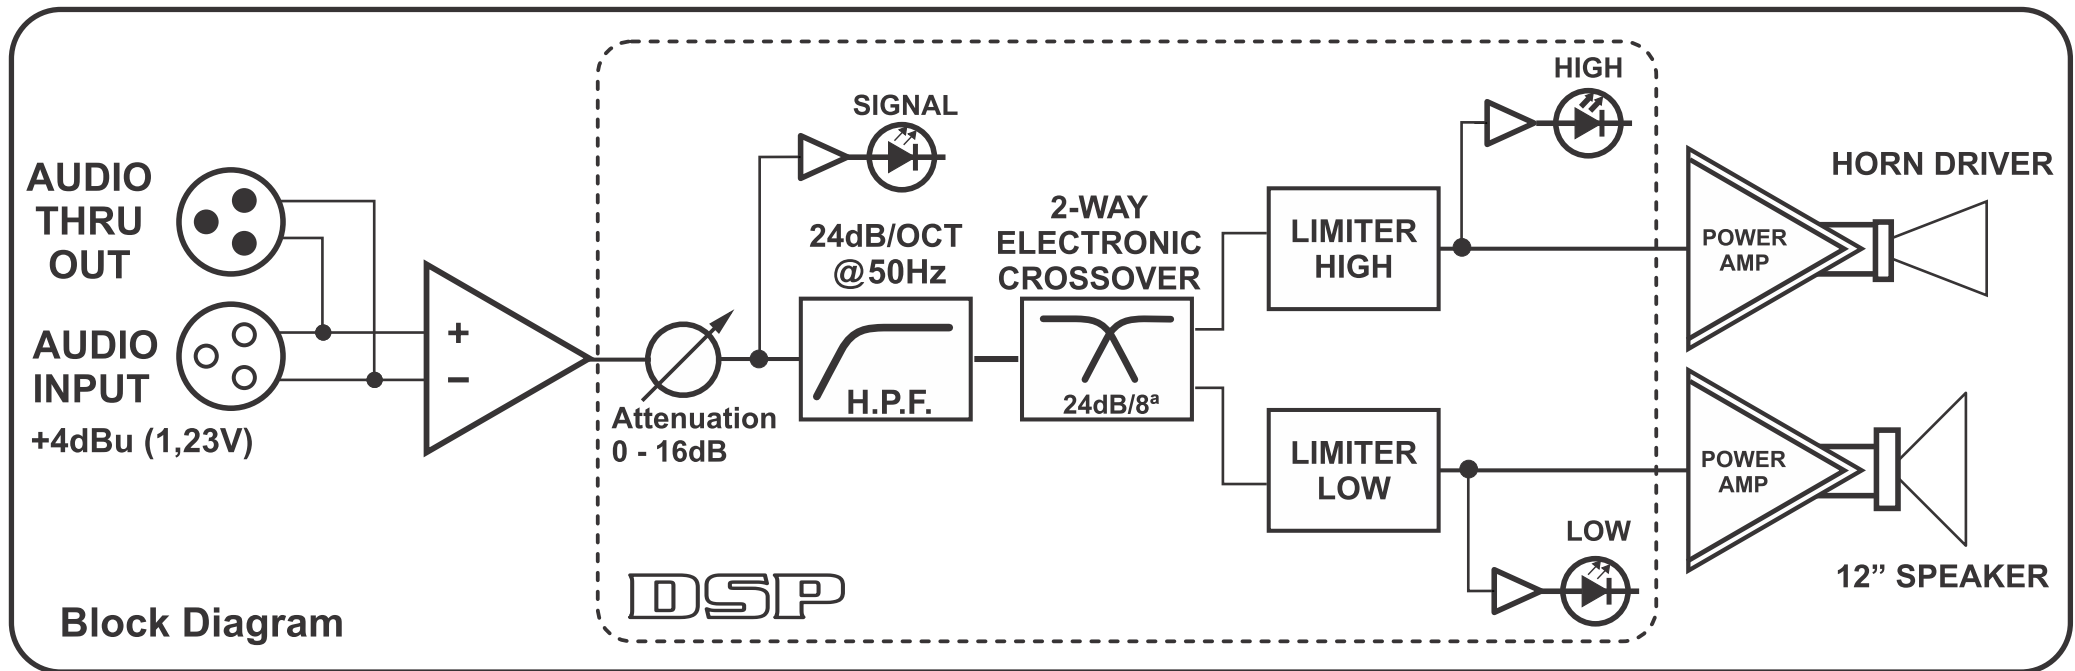 AUDIO
THRU
OUT
AUDIO
INPUT
+4dBu (1,23V)
+
−
SIGNAL
Attenuation
0 - 16dB
24dB/OCT
@50Hz
H.P.F.
2-WAY
ELECTRONIC
CROSSOVER
24dB/8ª
LIMITER
HIGH
LIMITER
LOW
HIGH
LOW
POWER
AMP
HORN DRIVER
POWER
AMP
12” SPEAKER
DSP
Block Diagram